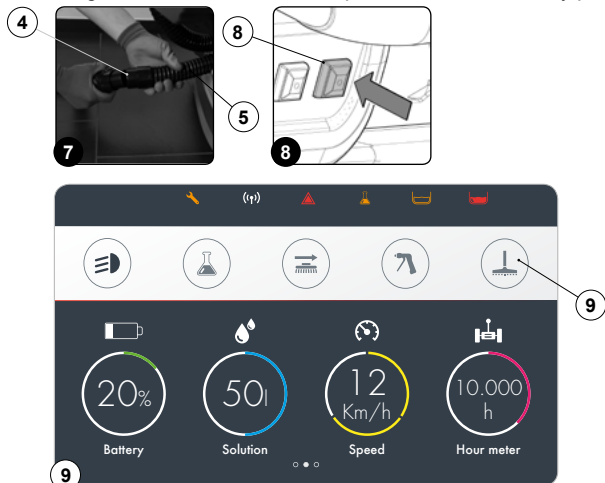 4
5
7
8
8
9
20%
50l
12
Km/h
10.000
h
Battery
Solution
Speed
Hour meter
9